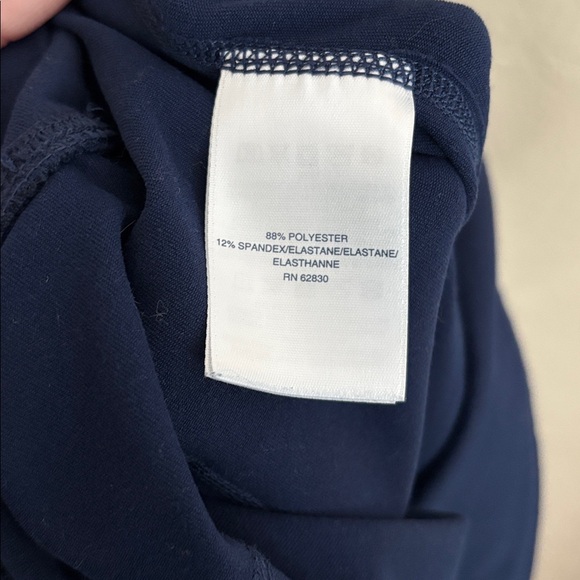 88% POLYESTER
12% SPANDEX/ELASTANE/ELASTANE/
ELASTHANNE
RN 62830